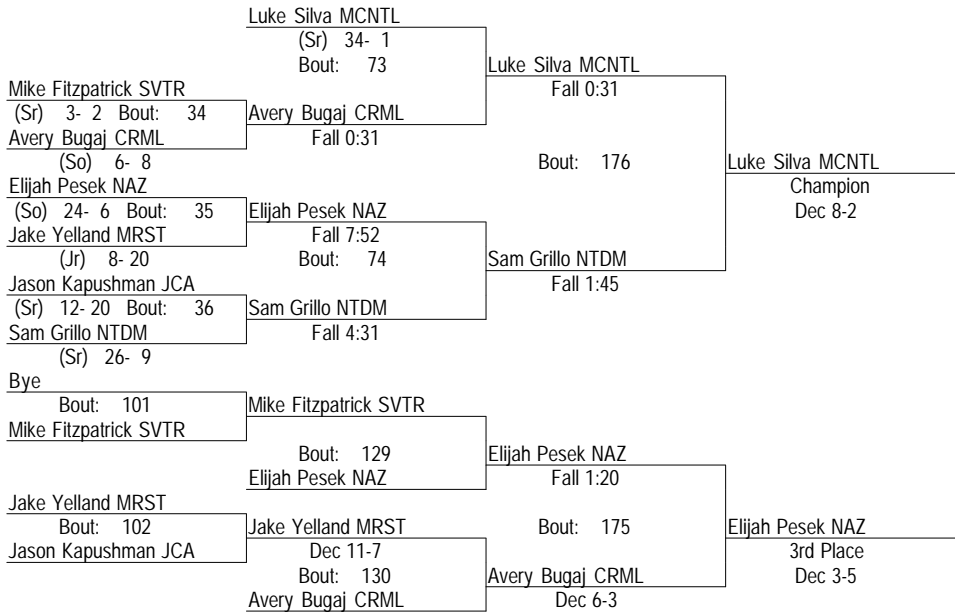 Luke Silva MCNTL
(Sr) 34- 1
Bout: 73
Luke Silva MCNTL
Fall 0:31
Mike Fitzpatrick SVTR
(Sr) 3- 2 Bout: 34
Avery Bugaj CRML
Avery Bugaj CRML
Fall 0:31
(So) 6- 8
Bout: 176
Luke Silva MCNTL
Champion
Dec 8-2
Elijah Pesek NAZ
(So) 24- 6 Bout: 35
Elijah Pesek NAZ
Jake Yelland MRST
Fall 7:52
(Jr) 8- 20
Bout: 74
Sam Grillo NTDM
Fall 1:45
Jason Kapushman JCA
(Sr) 12- 20 Bout: 36
Sam Grillo NTDM
Sam Grillo NTDM
Fall 4:31
(Sr) 26- 9
Bye
Bout: 101
Mike Fitzpatrick SVTR
Mike Fitzpatrick SVTR
Bout: 129
Elijah Pesek NAZ
Elijah Pesek NAZ
Fall 1:20
Jake Yelland MRST
Bout: 102
Jake Yelland MRST
Jason Kapushman JCA
Dec 11-7
Bout: 175
Elijah Pesek NAZ
3rd Place
Dec 3-5
Bout: 130
Avery Bugaj CRML
Avery Bugaj CRML
Dec 6-3